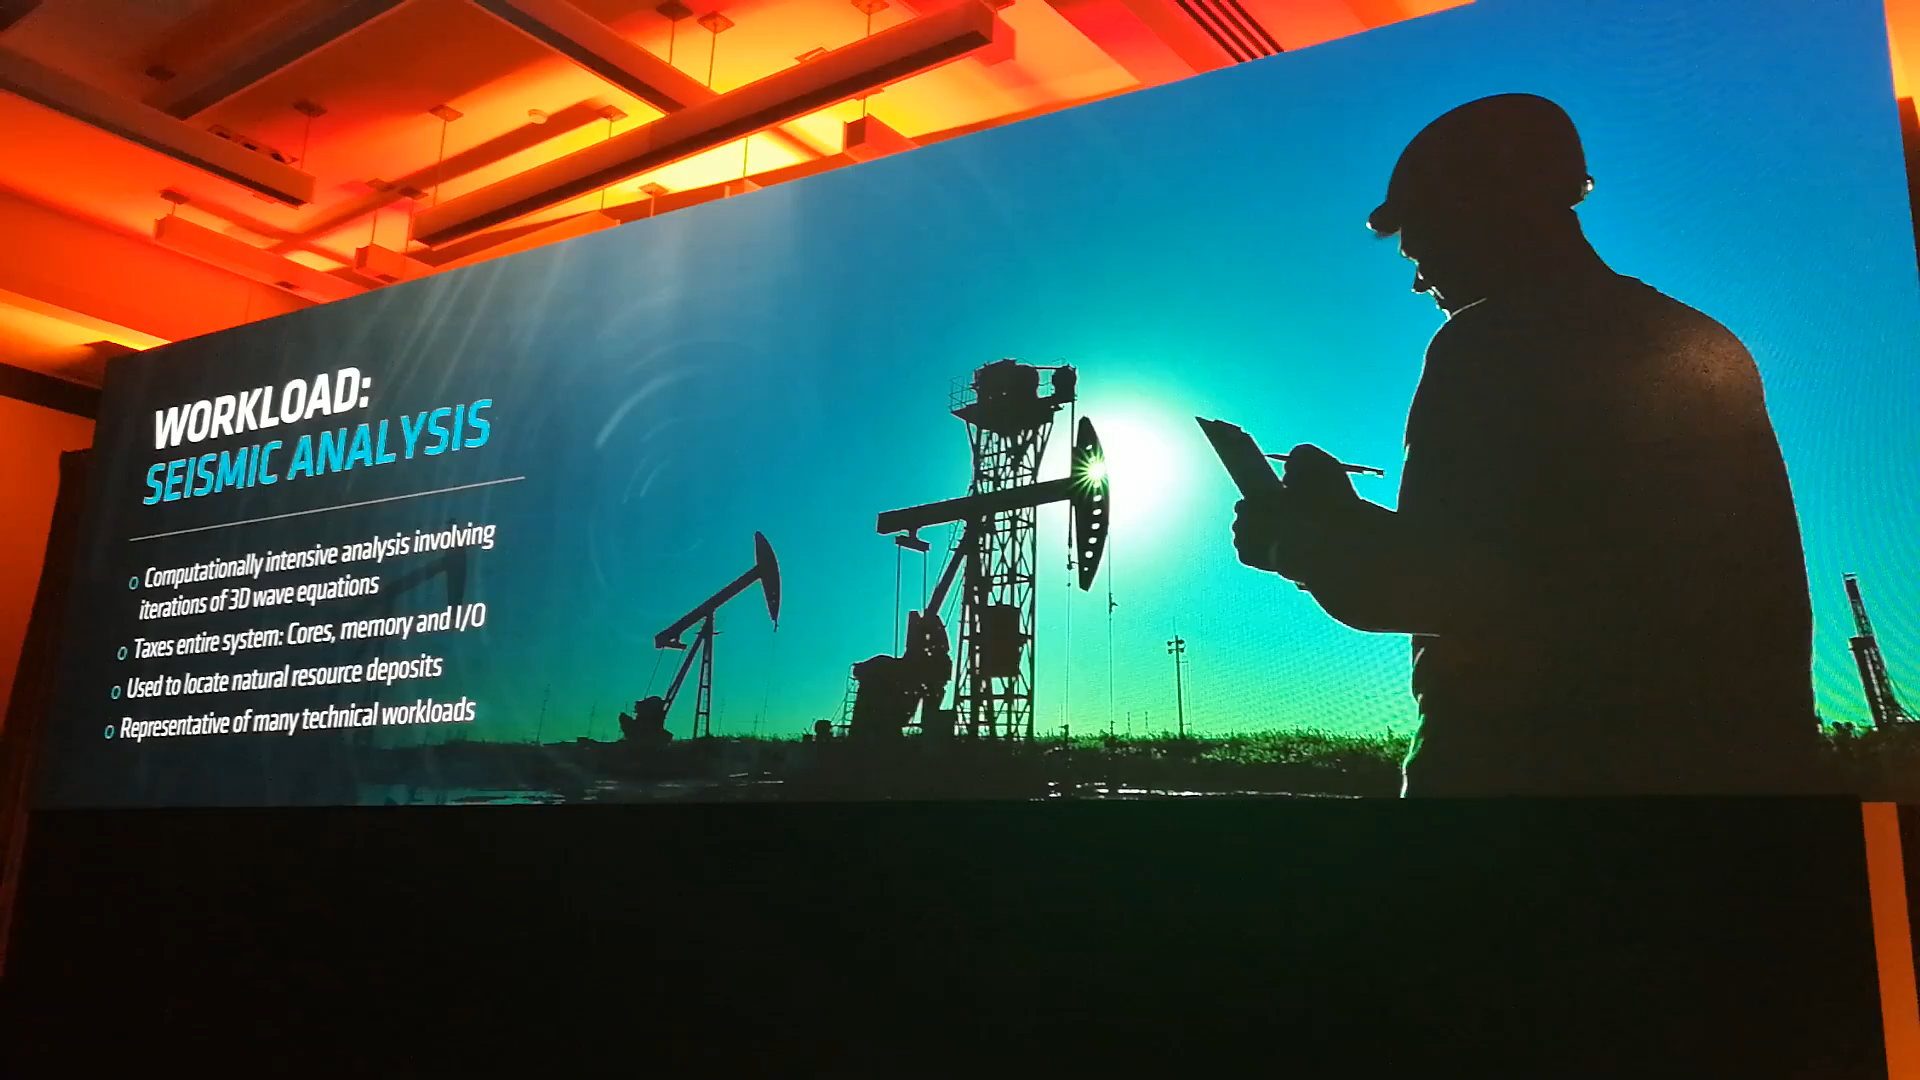 WORKLOAD:
SEISMIC ANALYSIS
Computationally intensive analysis involving
iterations of 3D wave equations
Taxes entire system: Cores, memory and I/O
Used to locate natural resource deposits
Representative of many technical workloads